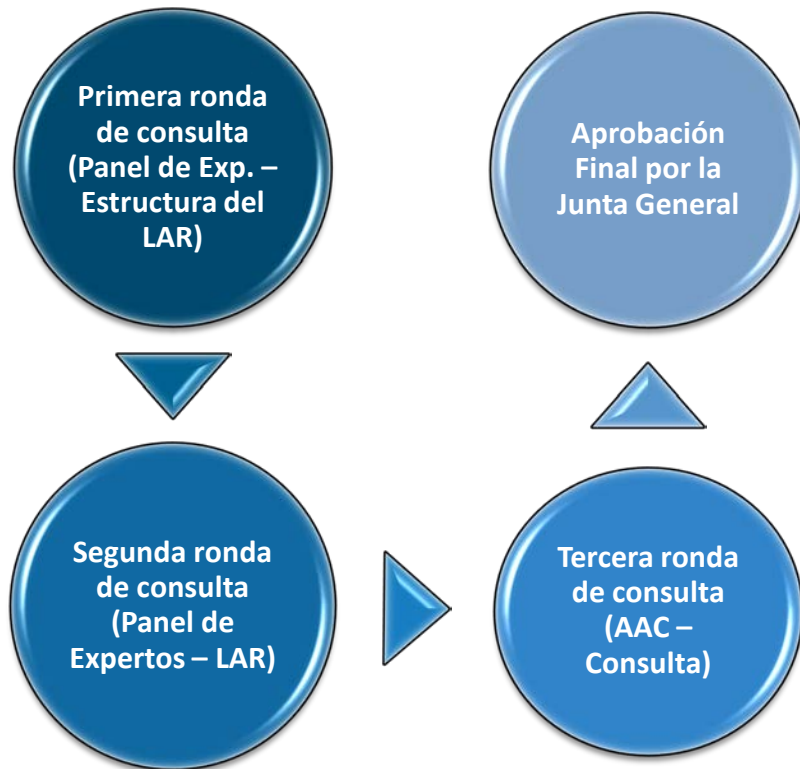 Primera ronda
de consulta
(Panel de Exp. –
Estructura del
LAR)
Segunda ronda
de consulta
(Panel de
Expertos – LAR)
Tercera ronda
de consulta
(AAC –
Consulta)
Aprobación
Final por la
Junta General